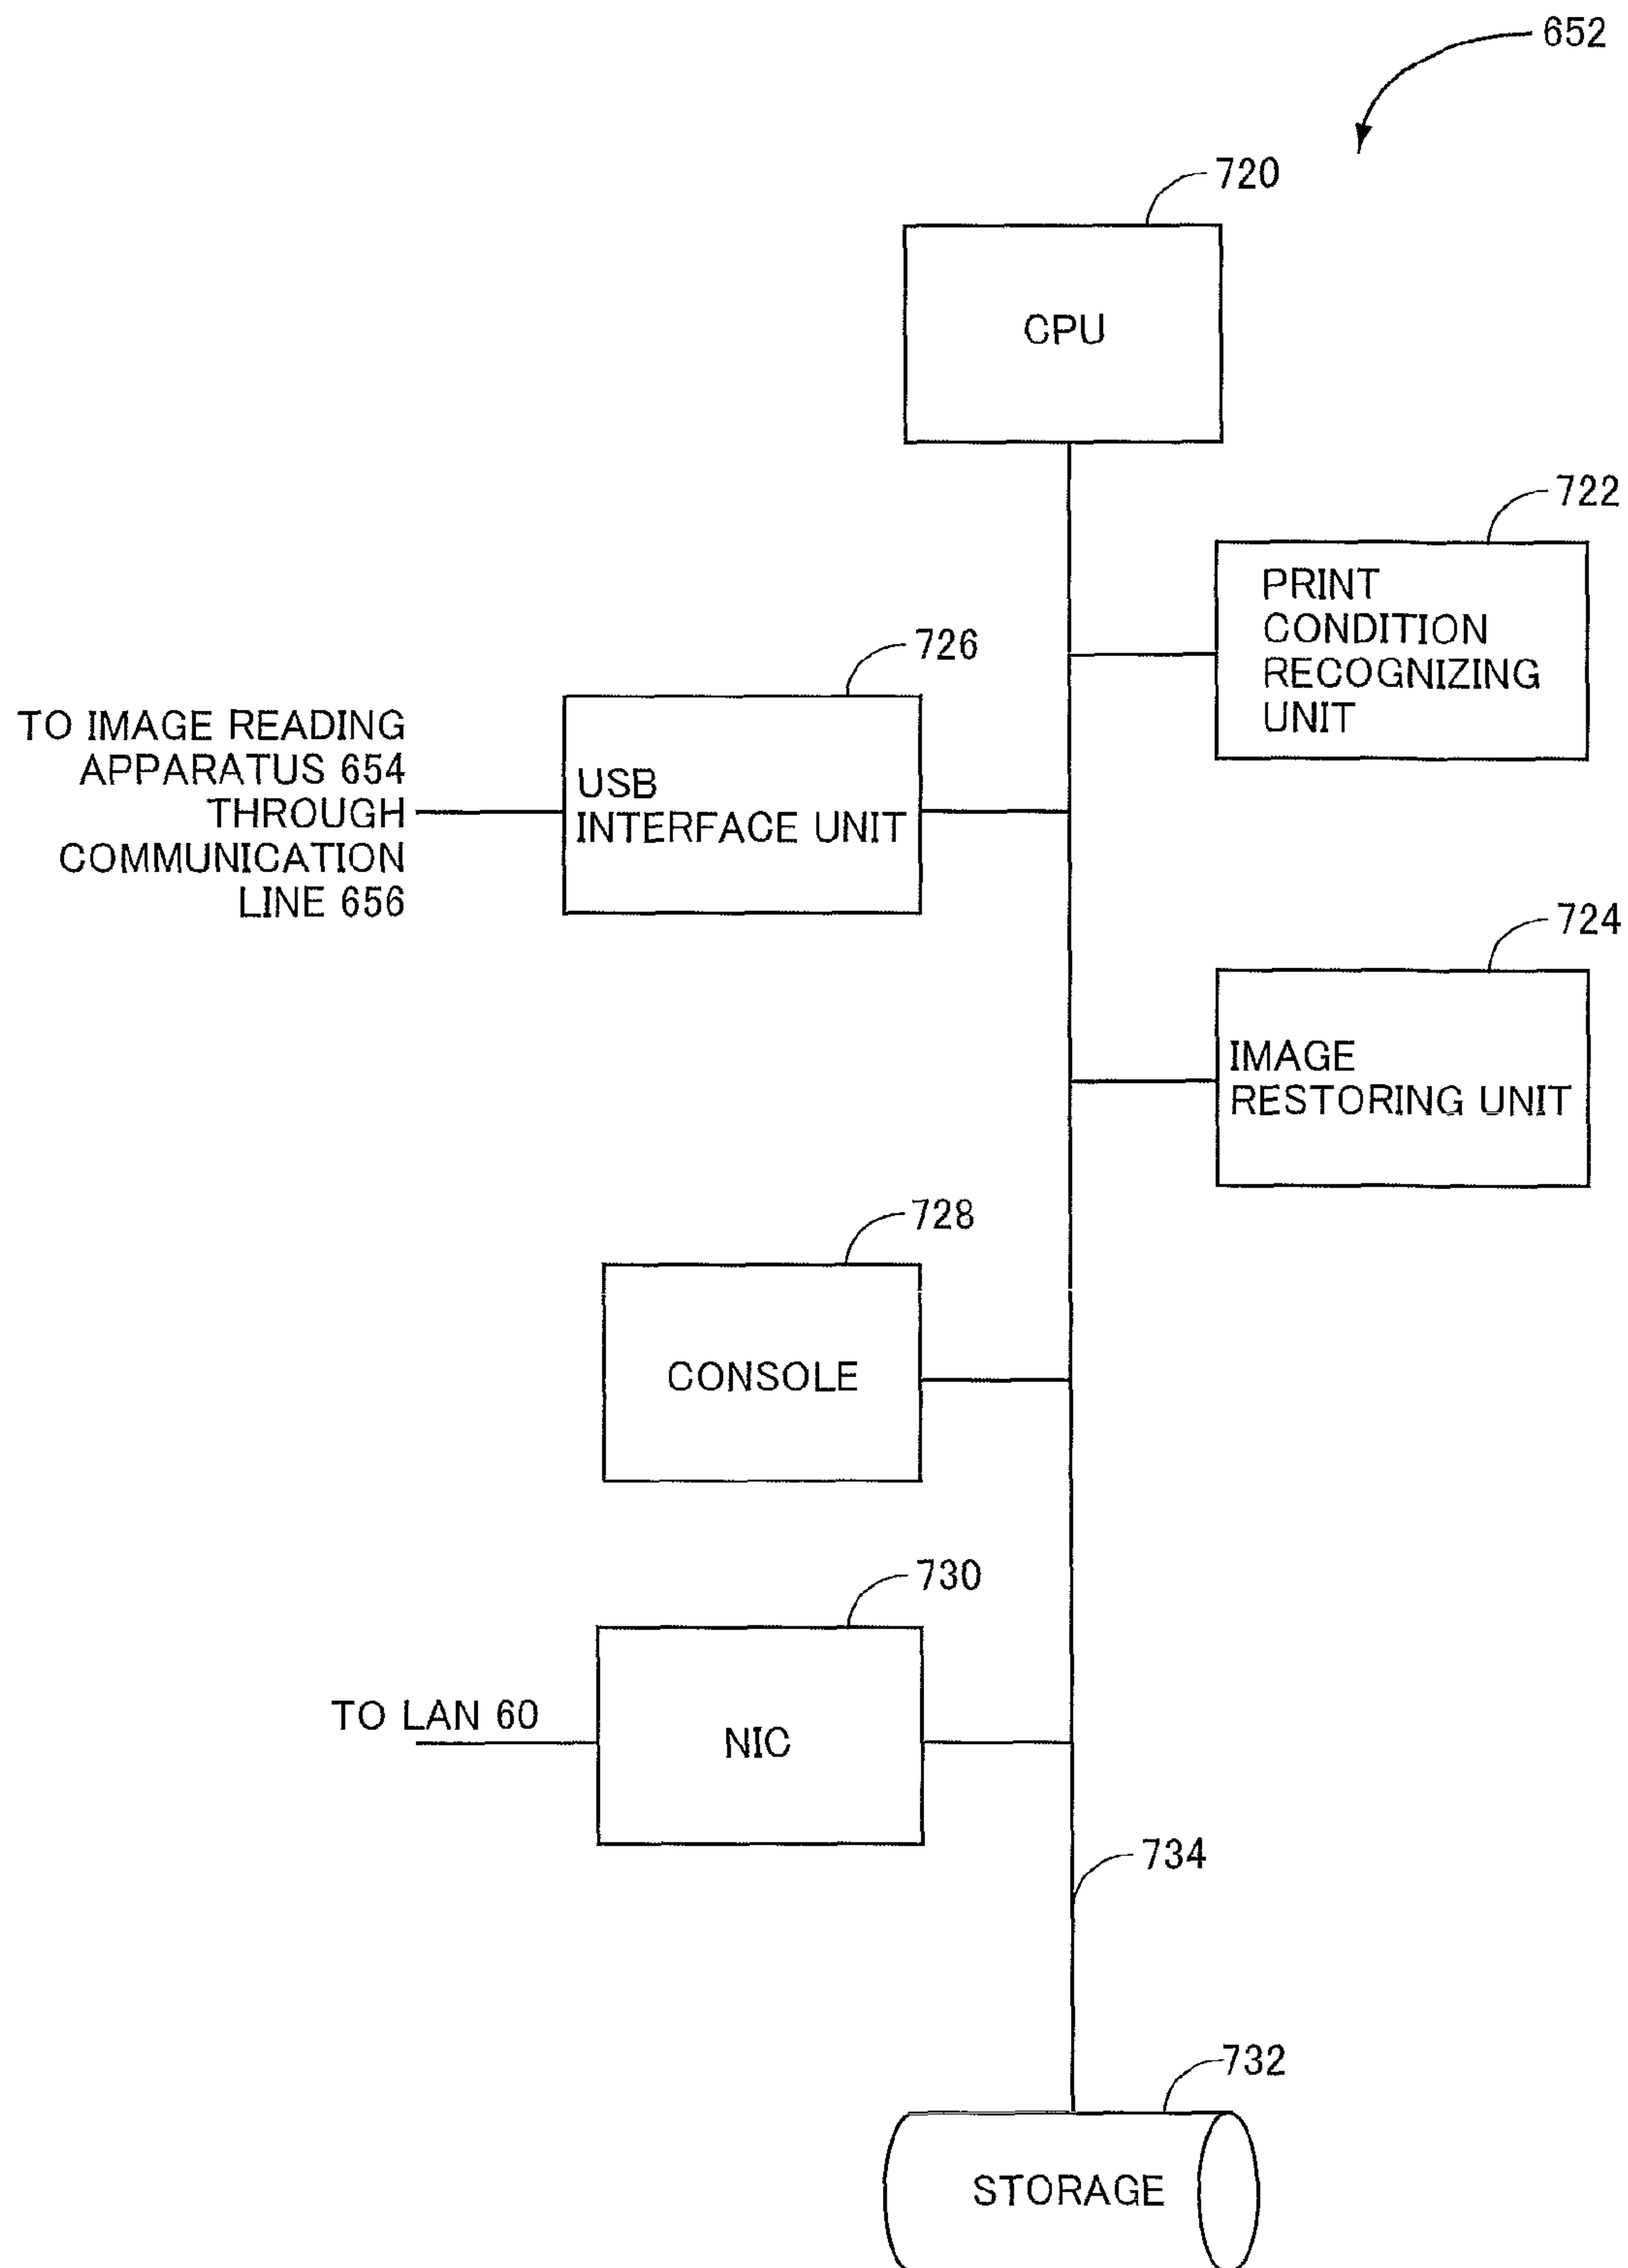 652
720
CPU
722
PRINT
CONDITION
RECOGNIZING
UNIT
726
TO IMAGE READING
APPARATUS 654
THROUGH
COMMUNICATION
LINE 656
USB
INTERFACE UNIT
724
IMAGE
RESTORING UNIT
728
CONSOLE
730
TO LAN 60
NIC
734
732
STORAGE